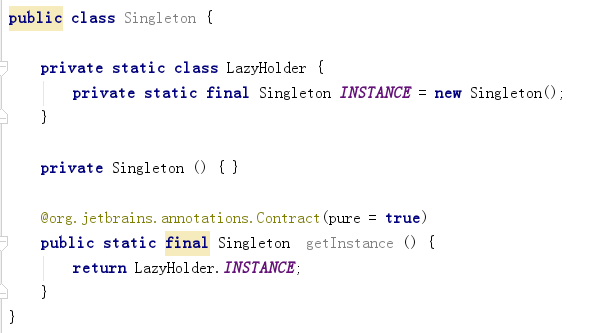 public class Singleton {
private static class LazyHolder {
private static final Singleton INSTANCE = new Singleton();
}
private Singleton () { }
@org.jetbrains.annotations.Contract(pure = true)
public static final Singleton getInstance () {
return LazyHolder.INSTANCE;
}
}